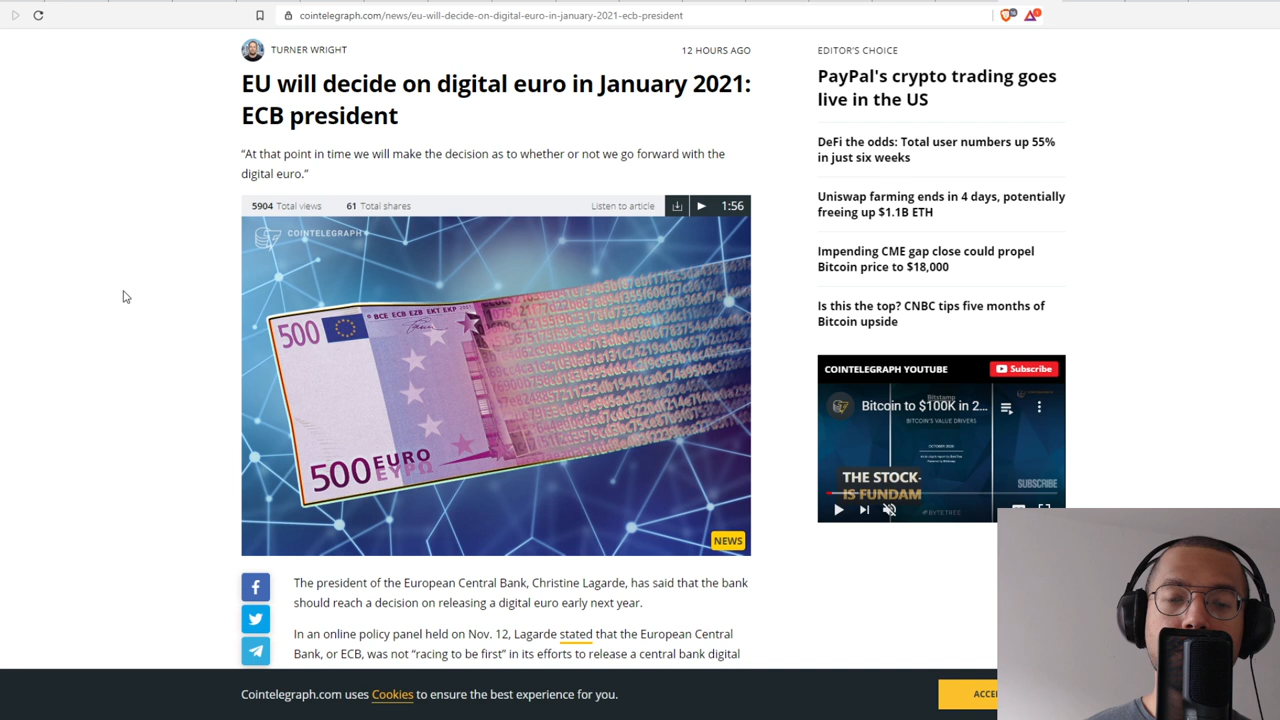 cointelegraph.com/news/eu-will-decide-on-digital-euro-in-january-2021-ecb-president
TURNER WRIGHT
12 HOURS AGO
EU will decide on digital euro in January 2021:
ECB president
“At that point in time we will make the decision as to whether or not we go forward with the
digital euro.”
5904 Total views
61 Total shares
Listen to article
1:56
COINTELEGRAPH
500
BCE ECB EZB EKT EKP
500 EURO
ΕΥΡΩ
NEWS
The president of the European Central Bank, Christine Lagarde, has said that the bank
should reach a decision on releasing a digital euro early next year.
In an online policy panel held on Nov. 12, Lagarde stated that the European Central
Bank, or ECB, was not “racing to be first” in its efforts to release a central bank digital
EDITOR'S CHOICE
PayPal's crypto trading goes
live in the US
DeFi the odds: Total user numbers up 55%
in just six weeks
Uniswap farming ends in 4 days, potentially
freeing up $1.1B ETH
Impending CME gap close could propel
Bitcoin price to $18,000
Is this the top? CNBC tips five months of
Bitcoin upside
COINTELEGRAPH YOUTUBE
Subscribe
Bitstamp
Bitcoin to $100K in 2...
BITCOIN'S VALUE DRIVERS
OCTOBER 2020
THE STOCK-
IS FUNDAM
SUBSCRIBE
BYTETREE
Cointelegraph.com uses Cookies to ensure the best experience for you.
ACCE